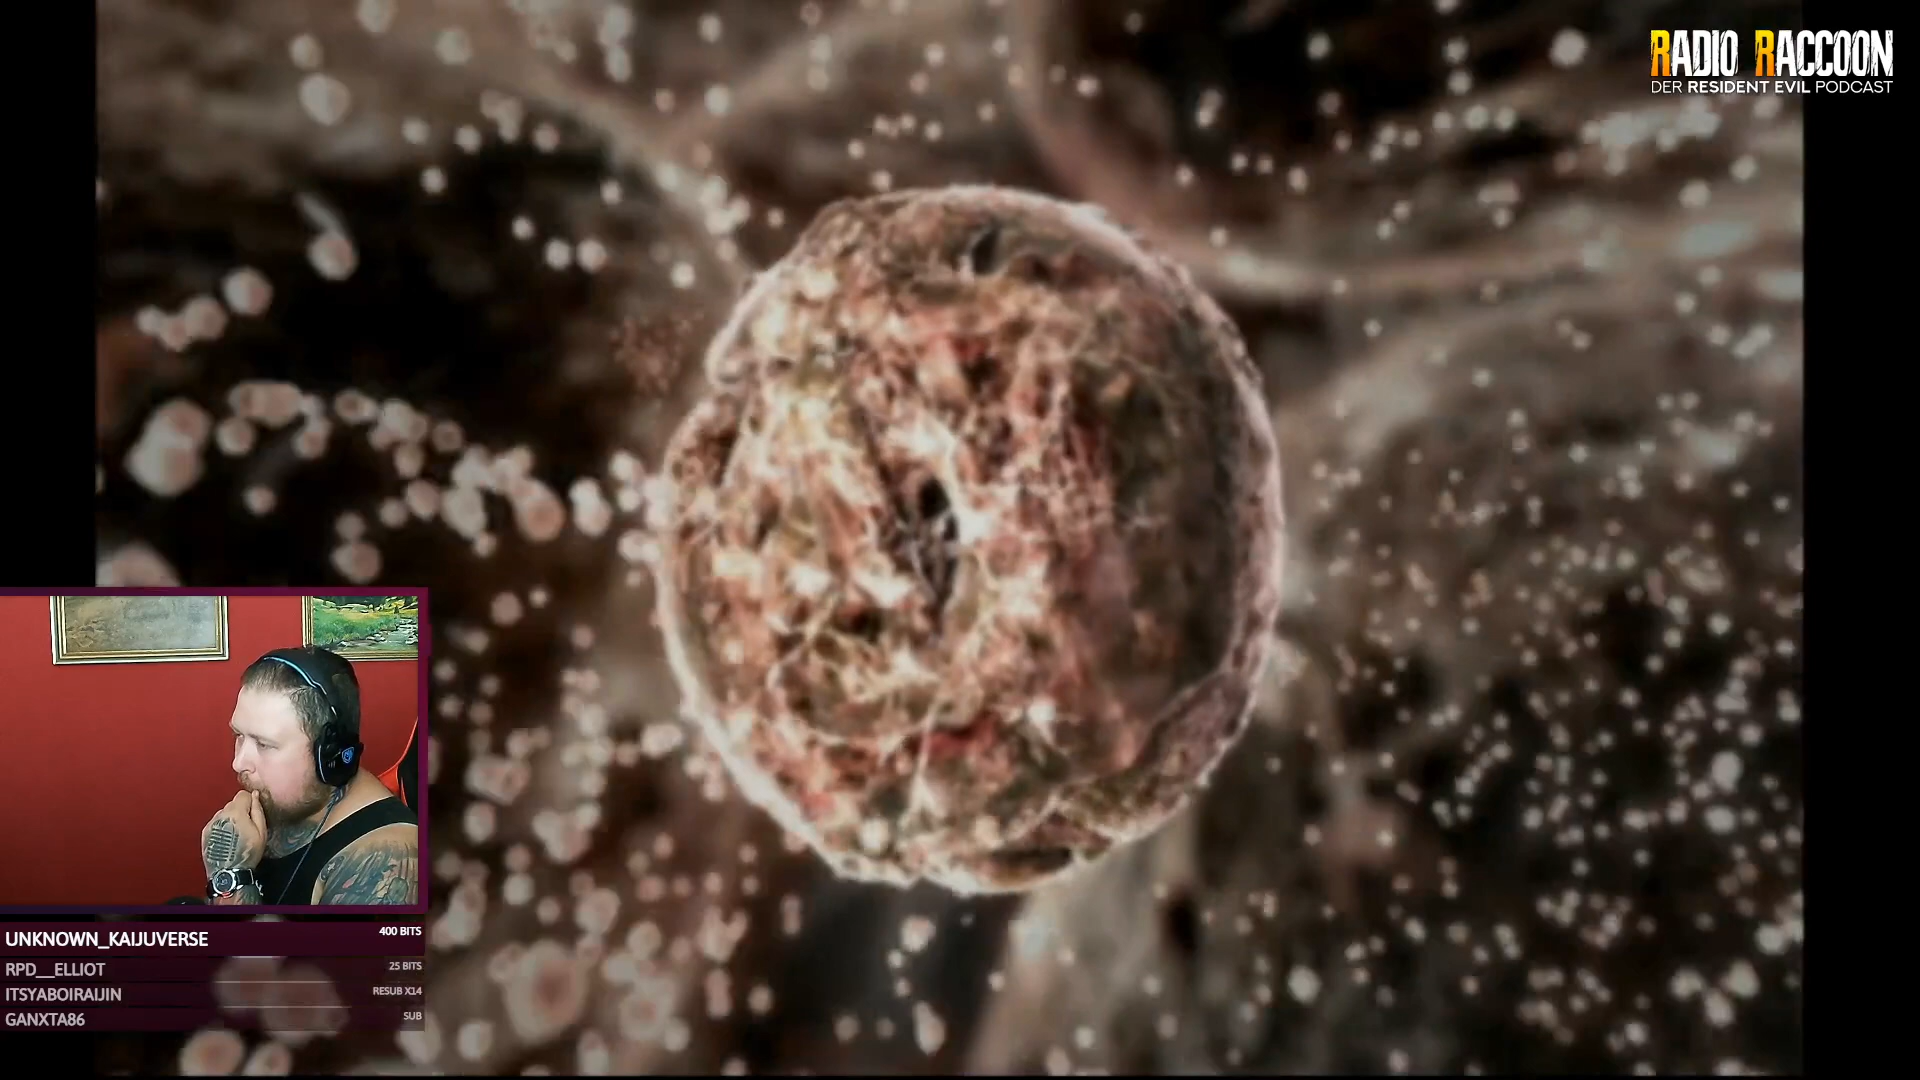 RADIO RACCOON
DER RESIDENT EVIL PODCAST
UNKNOWN_KAIJUVERSE 400 BITS
RPD__ELLIOT 25 BITS
ITSYABOIRAIJIN RESUB X14
GANXTA86 SUB